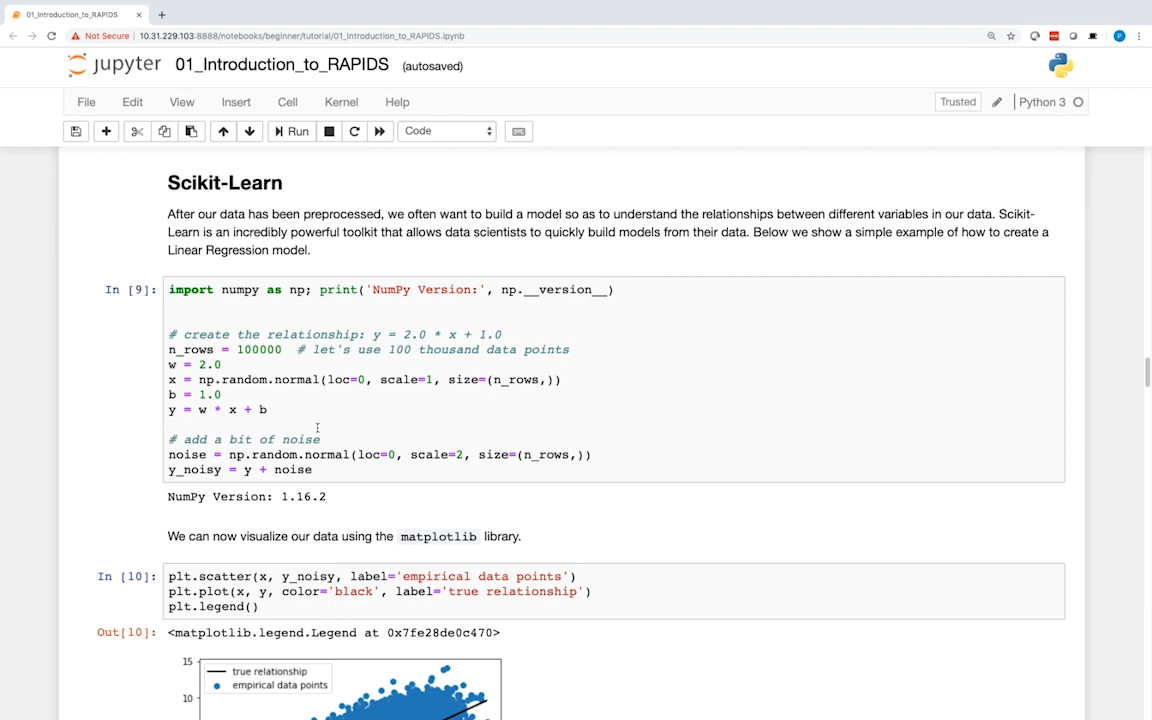 01_Introduction_to_RAPIDS
Not Secure 10.31.229.103:8888/notebooks/beginner/tutorial/01_Introduction_to_RAPIDS.ipynb
P
jupyter 01_Introduction_to_RAPIDS (autosaved)
File Edit View Insert Cell Kernel Help Trusted Python 3
Run Code
Scikit-Learn
After our data has been preprocessed, we often want to build a model so as to understand the relationships between different variables in our data. Scikit-
Learn is an incredibly powerful toolkit that allows data scientists to quickly build models from their data. Below we show a simple example of how to create a
Linear Regression model.
In [9]: import numpy as np; print('NumPy Version:', np.__version__)
# create the relationship: y = 2.0 * x + 1.0
n_rows = 100000  # let's use 100 thousand data points
w = 2.0
x = np.random.normal(loc=0, scale=1, size=(n_rows,))
b = 1.0
y = w * x + b
# add a bit of noise
noise = np.random.normal(loc=0, scale=2, size=(n_rows,))
y_noisy = y + noise
NumPy Version: 1.16.2
We can now visualize our data using the matplotlib library.
In [10]: plt.scatter(x, y_noisy, label='empirical data points')
plt.plot(x, y, color='black', label='true relationship')
plt.legend()
Out[10]: <matplotlib.legend.Legend at 0x7fe28de0c470>
15
true relationship
empirical data points
10